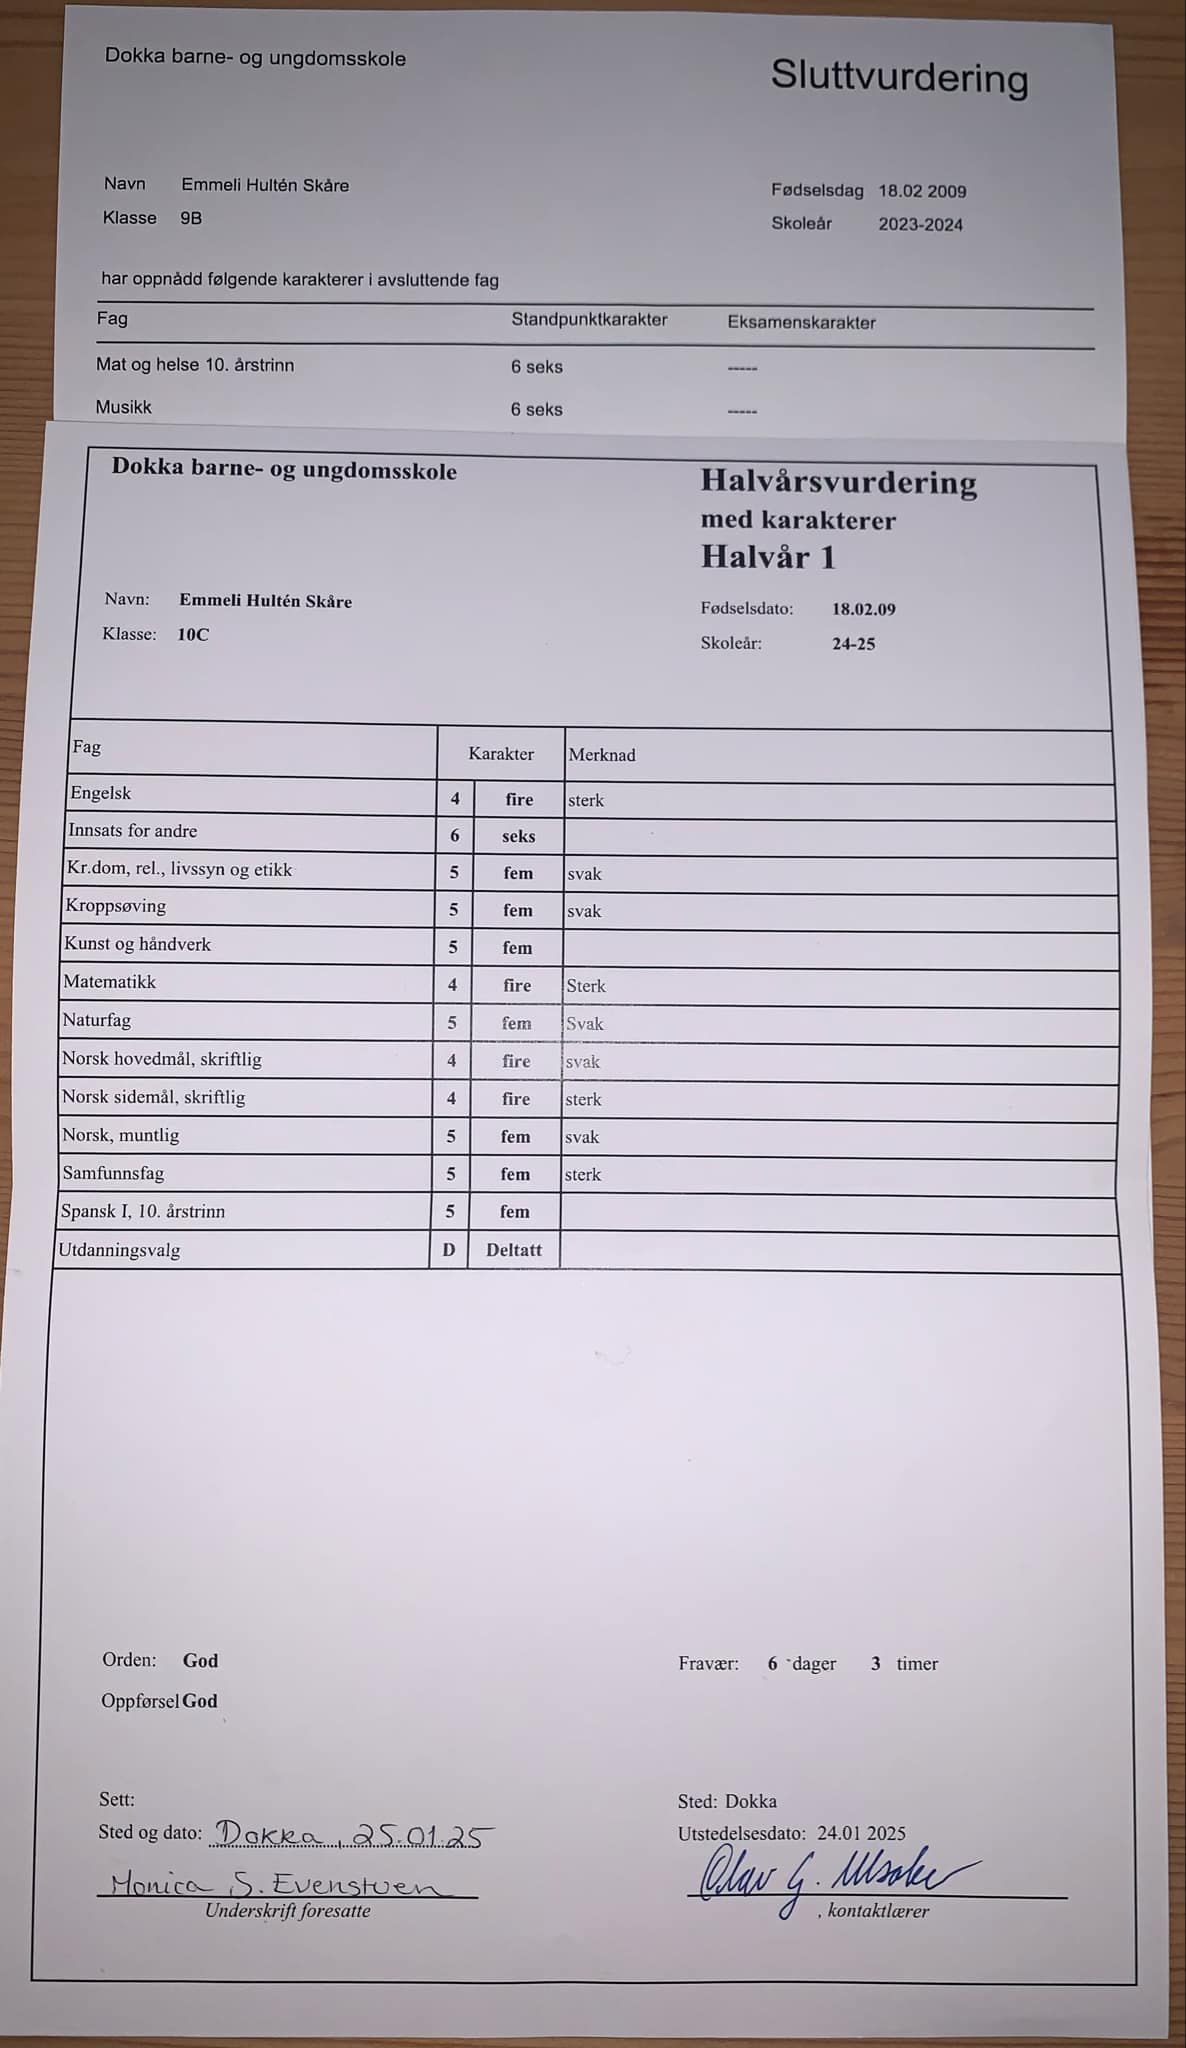 Dokka barne- og ungdomsskole
Sluttvurdering
Navn Emmeli Hultén Skåre
Fødselsdag 18.02 2009
Klasse 9B
Skoleår 2023-2024
har oppnådd følgende karakterer i avsluttende fag
Fag Standpunktkarakter Eksamenskarakter
Mat og helse 10. årstrinn 6 seks -----
Musikk 6 seks -----
Dokka barne- og ungdomsskole
Halvårsvurdering
med karakterer
Halvår 1
Navn: Emmeli Hultén Skåre
Fødselsdato: 18.02.09
Klasse: 10C
Skoleår: 24-25
Fag Karakter Merknad
Engelsk 4 fire sterk
Innsats for andre 6 seks
Kr.dom, rel., livssyn og etikk 5 fem svak
Kroppsøving 5 fem svak
Kunst og håndverk 5 fem
Matematikk 4 fire Sterk
Naturfag 5 fem Svak
Norsk hovedmål, skriftlig 4 fire svak
Norsk sidemål, skriftlig 4 fire sterk
Norsk, muntlig 5 fem svak
Samfunnsfag 5 fem sterk
Spansk I, 10. årstrinn 5 fem
Utdanningsvalg D Deltatt
Orden: God
Fravær: 6 dager 3 timer
Oppførsel God
Sett:
Sted: Dokka
Sted og dato: Dokka, 25.01.25
Utstedelsesdato: 24.01 2025
Monica S. Evenstuen
Olav G.
Underskrift foresatte
, kontaktlærer